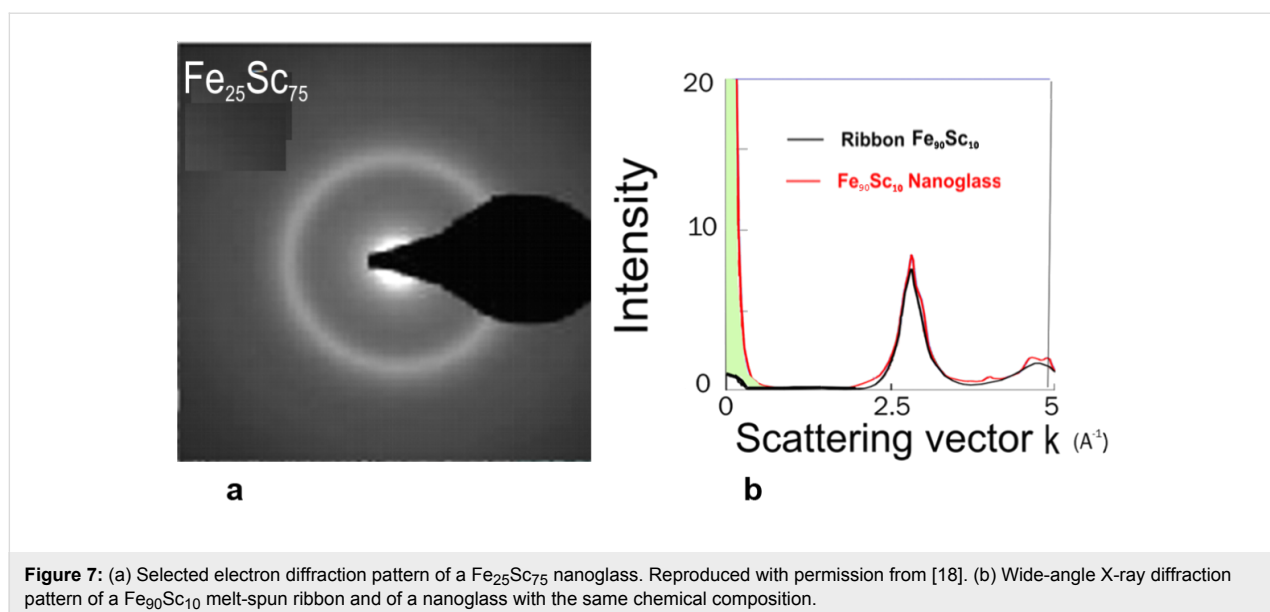 Fe₂₅Sc₇₅
a
20
10
0
Intensity
Ribbon Fe₉₀Sc₁₀
Fe₉₀Sc₁₀ Nanoglass
0 2.5 5
Scattering vector k (A⁻¹)
b
Figure 7: (a) Selected electron diffraction pattern of a Fe₂₅Sc₇₅ nanoglass. Reproduced with permission from [18]. (b) Wide-angle X-ray diffraction
pattern of a Fe₉₀Sc₁₀ melt-spun ribbon and of a nanoglass with the same chemical composition.